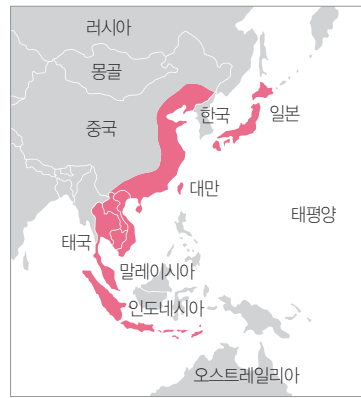 러시아
몽골
중국
한국
일본
대만
태평양
태국
말레이시아
인도네시아
오스트레일리아